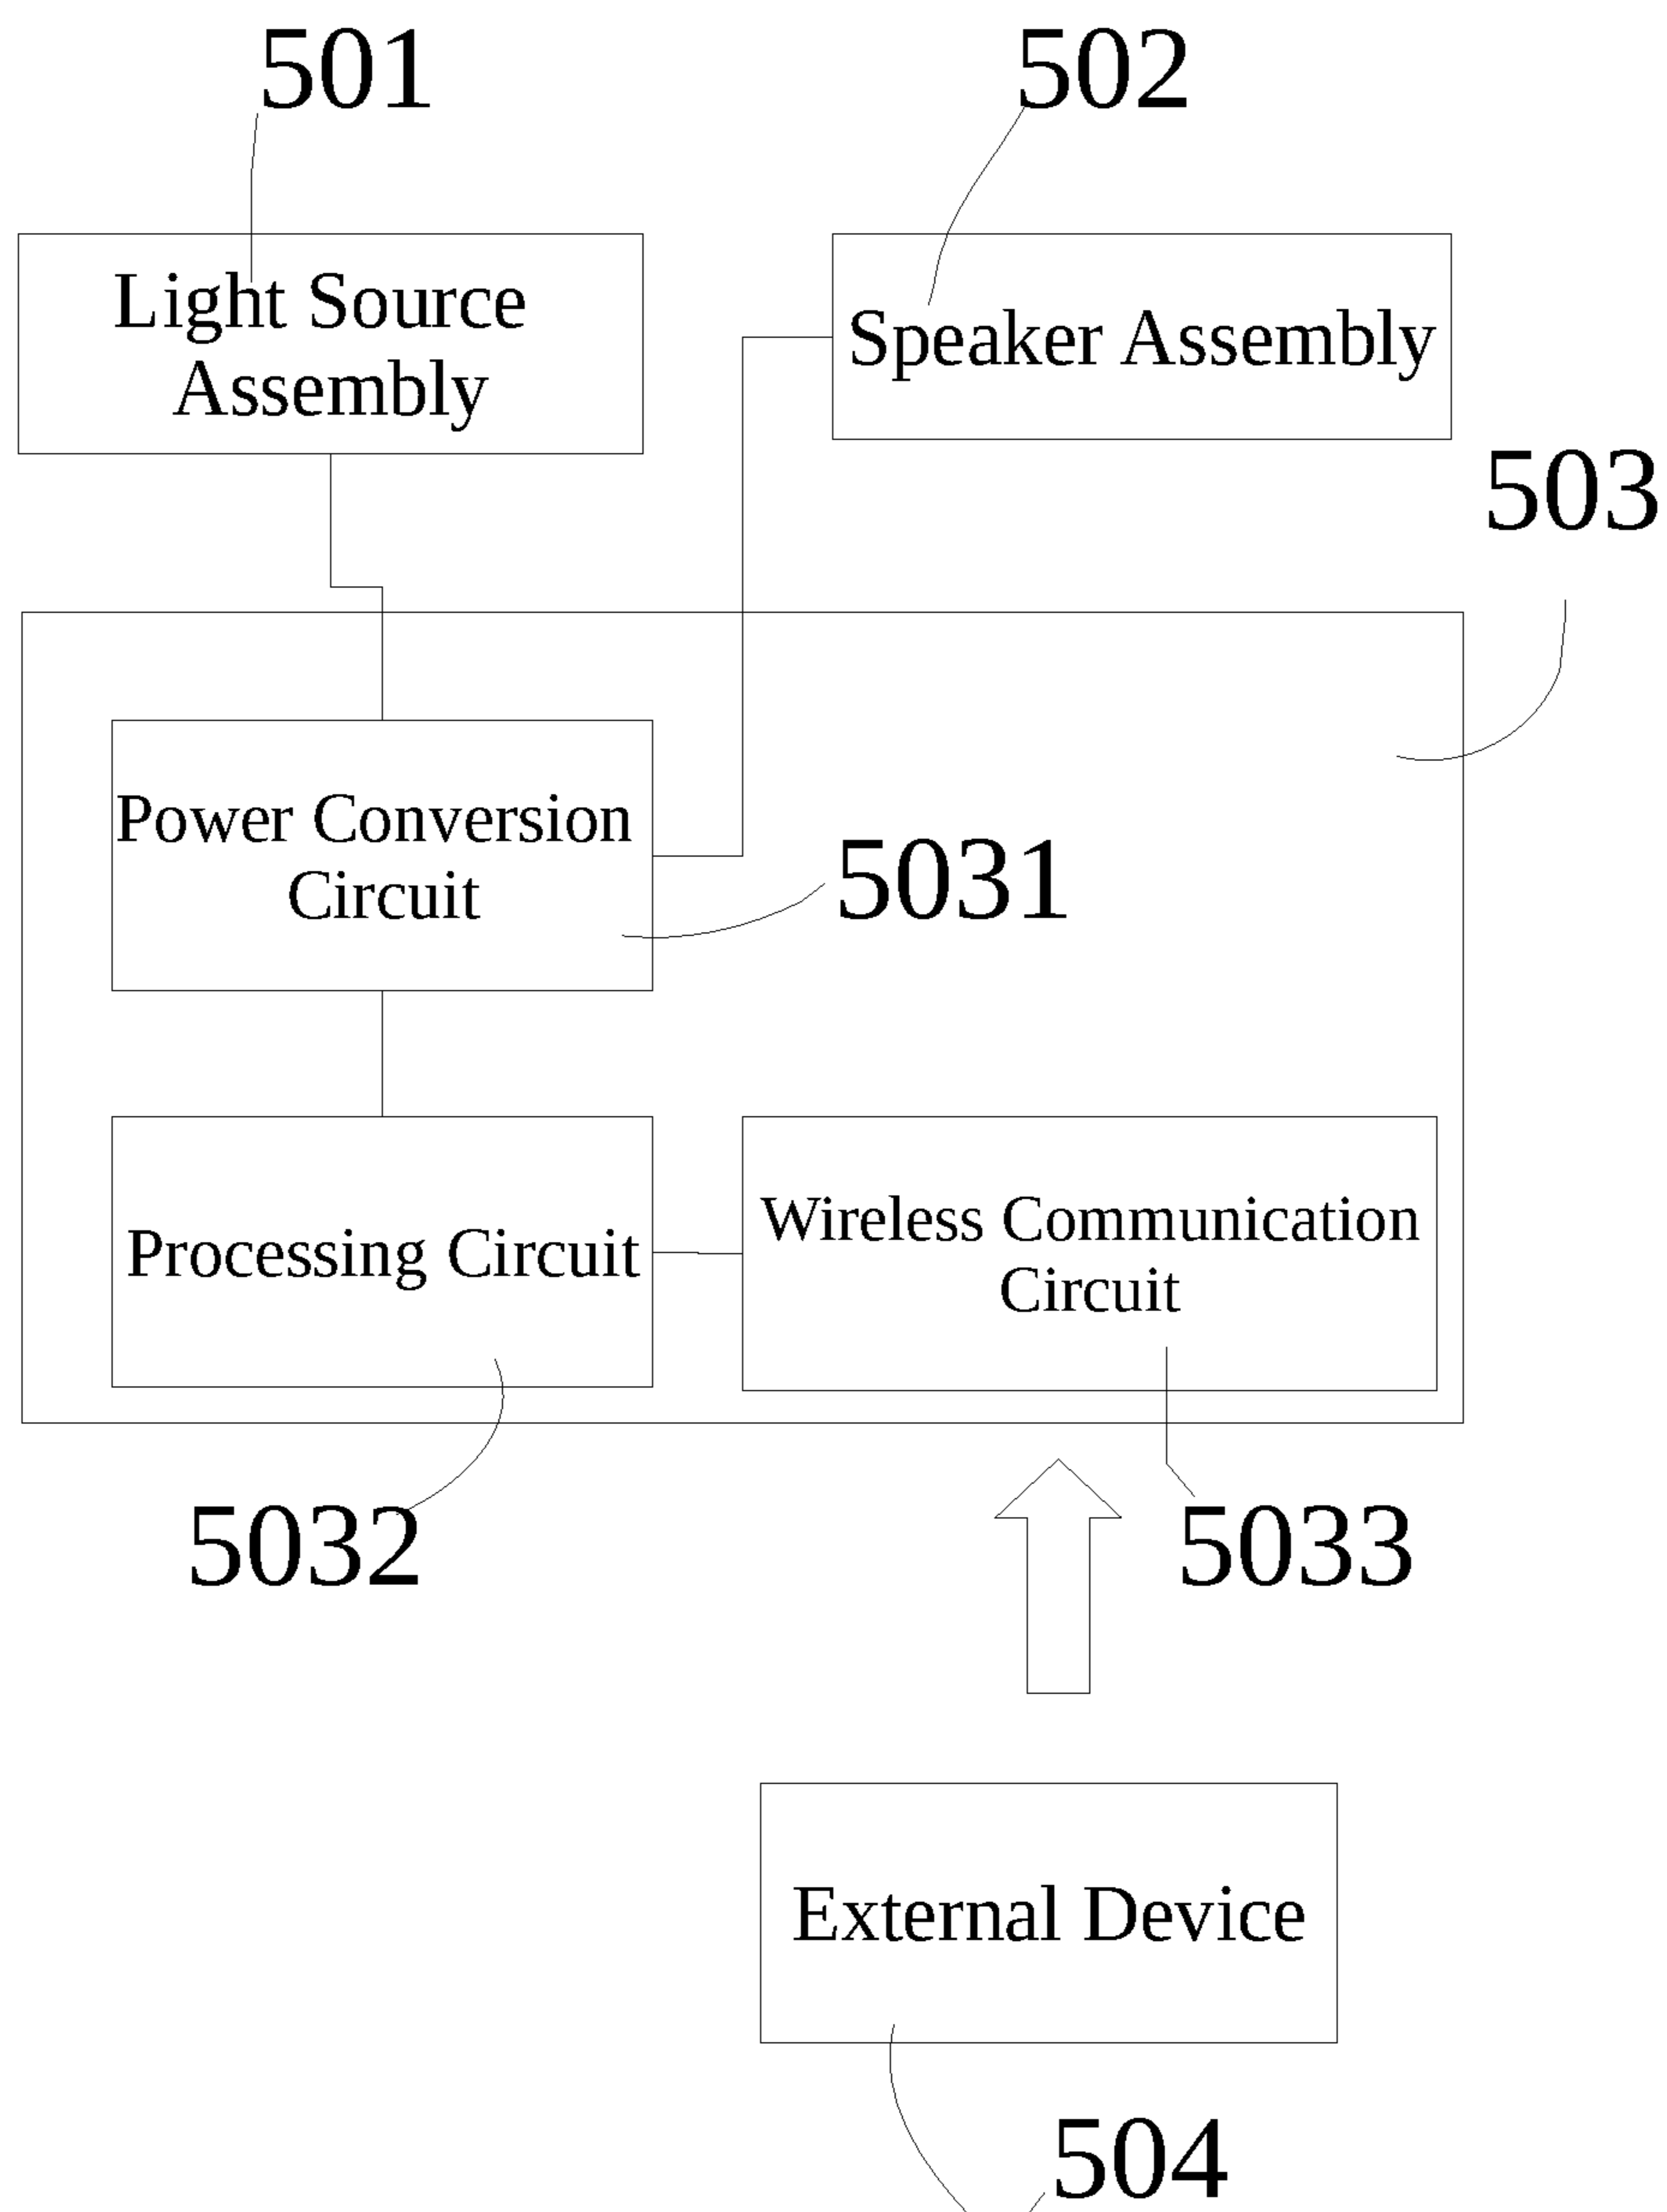 501
502
Light Source
Assembly
Speaker Assembly
503
Power Conversion
Circuit
5031
Processing Circuit
Wireless Communication
Circuit
5032
5033
External Device
504